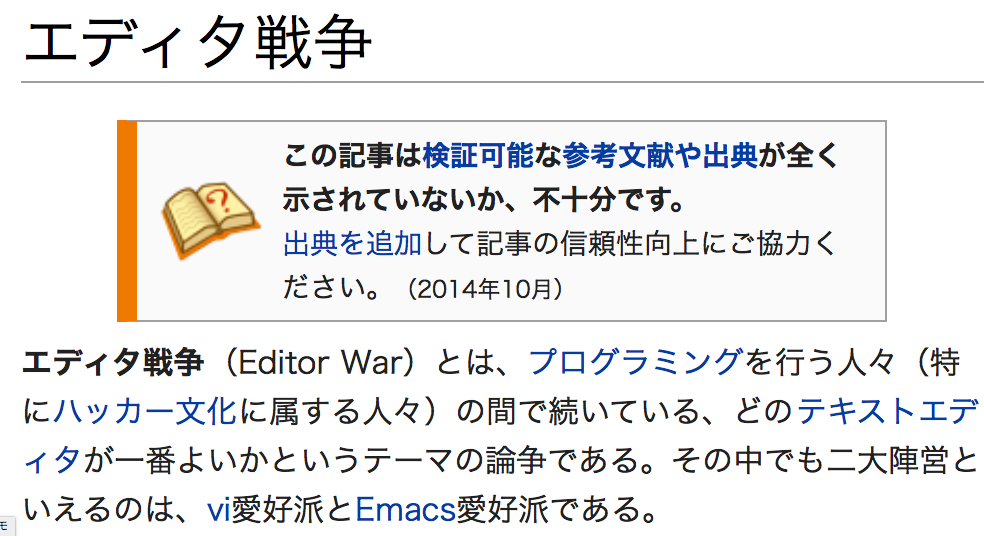 エディタ戦争
この記事は検証可能な参考文献や出典が全く
示されていないか、不十分です。
出典を追加して記事の信頼性向上にご協力く
ださい。（2014年10月）
エディタ戦争（Editor War）とは、プログラミングを行う人々（特
にハッカー文化に属する人々）の間で続いている、どのテキストエデ
ィタが一番よいかというテーマの論争である。その中でも二大陣営と
いえるのは、vi愛好派とEmacs愛好派である。
モ